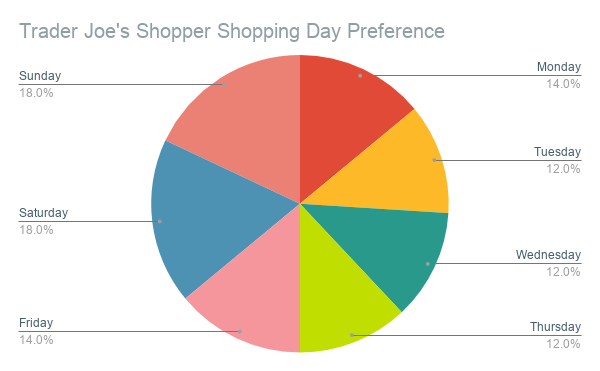 Trader Joe's Shopper Shopping Day Preference
Sunday
18.0%
Monday
14.0%
Tuesday
12.0%
Saturday
18.0%
Wednesday
12.0%
Friday
14.0%
Thursday
12.0%